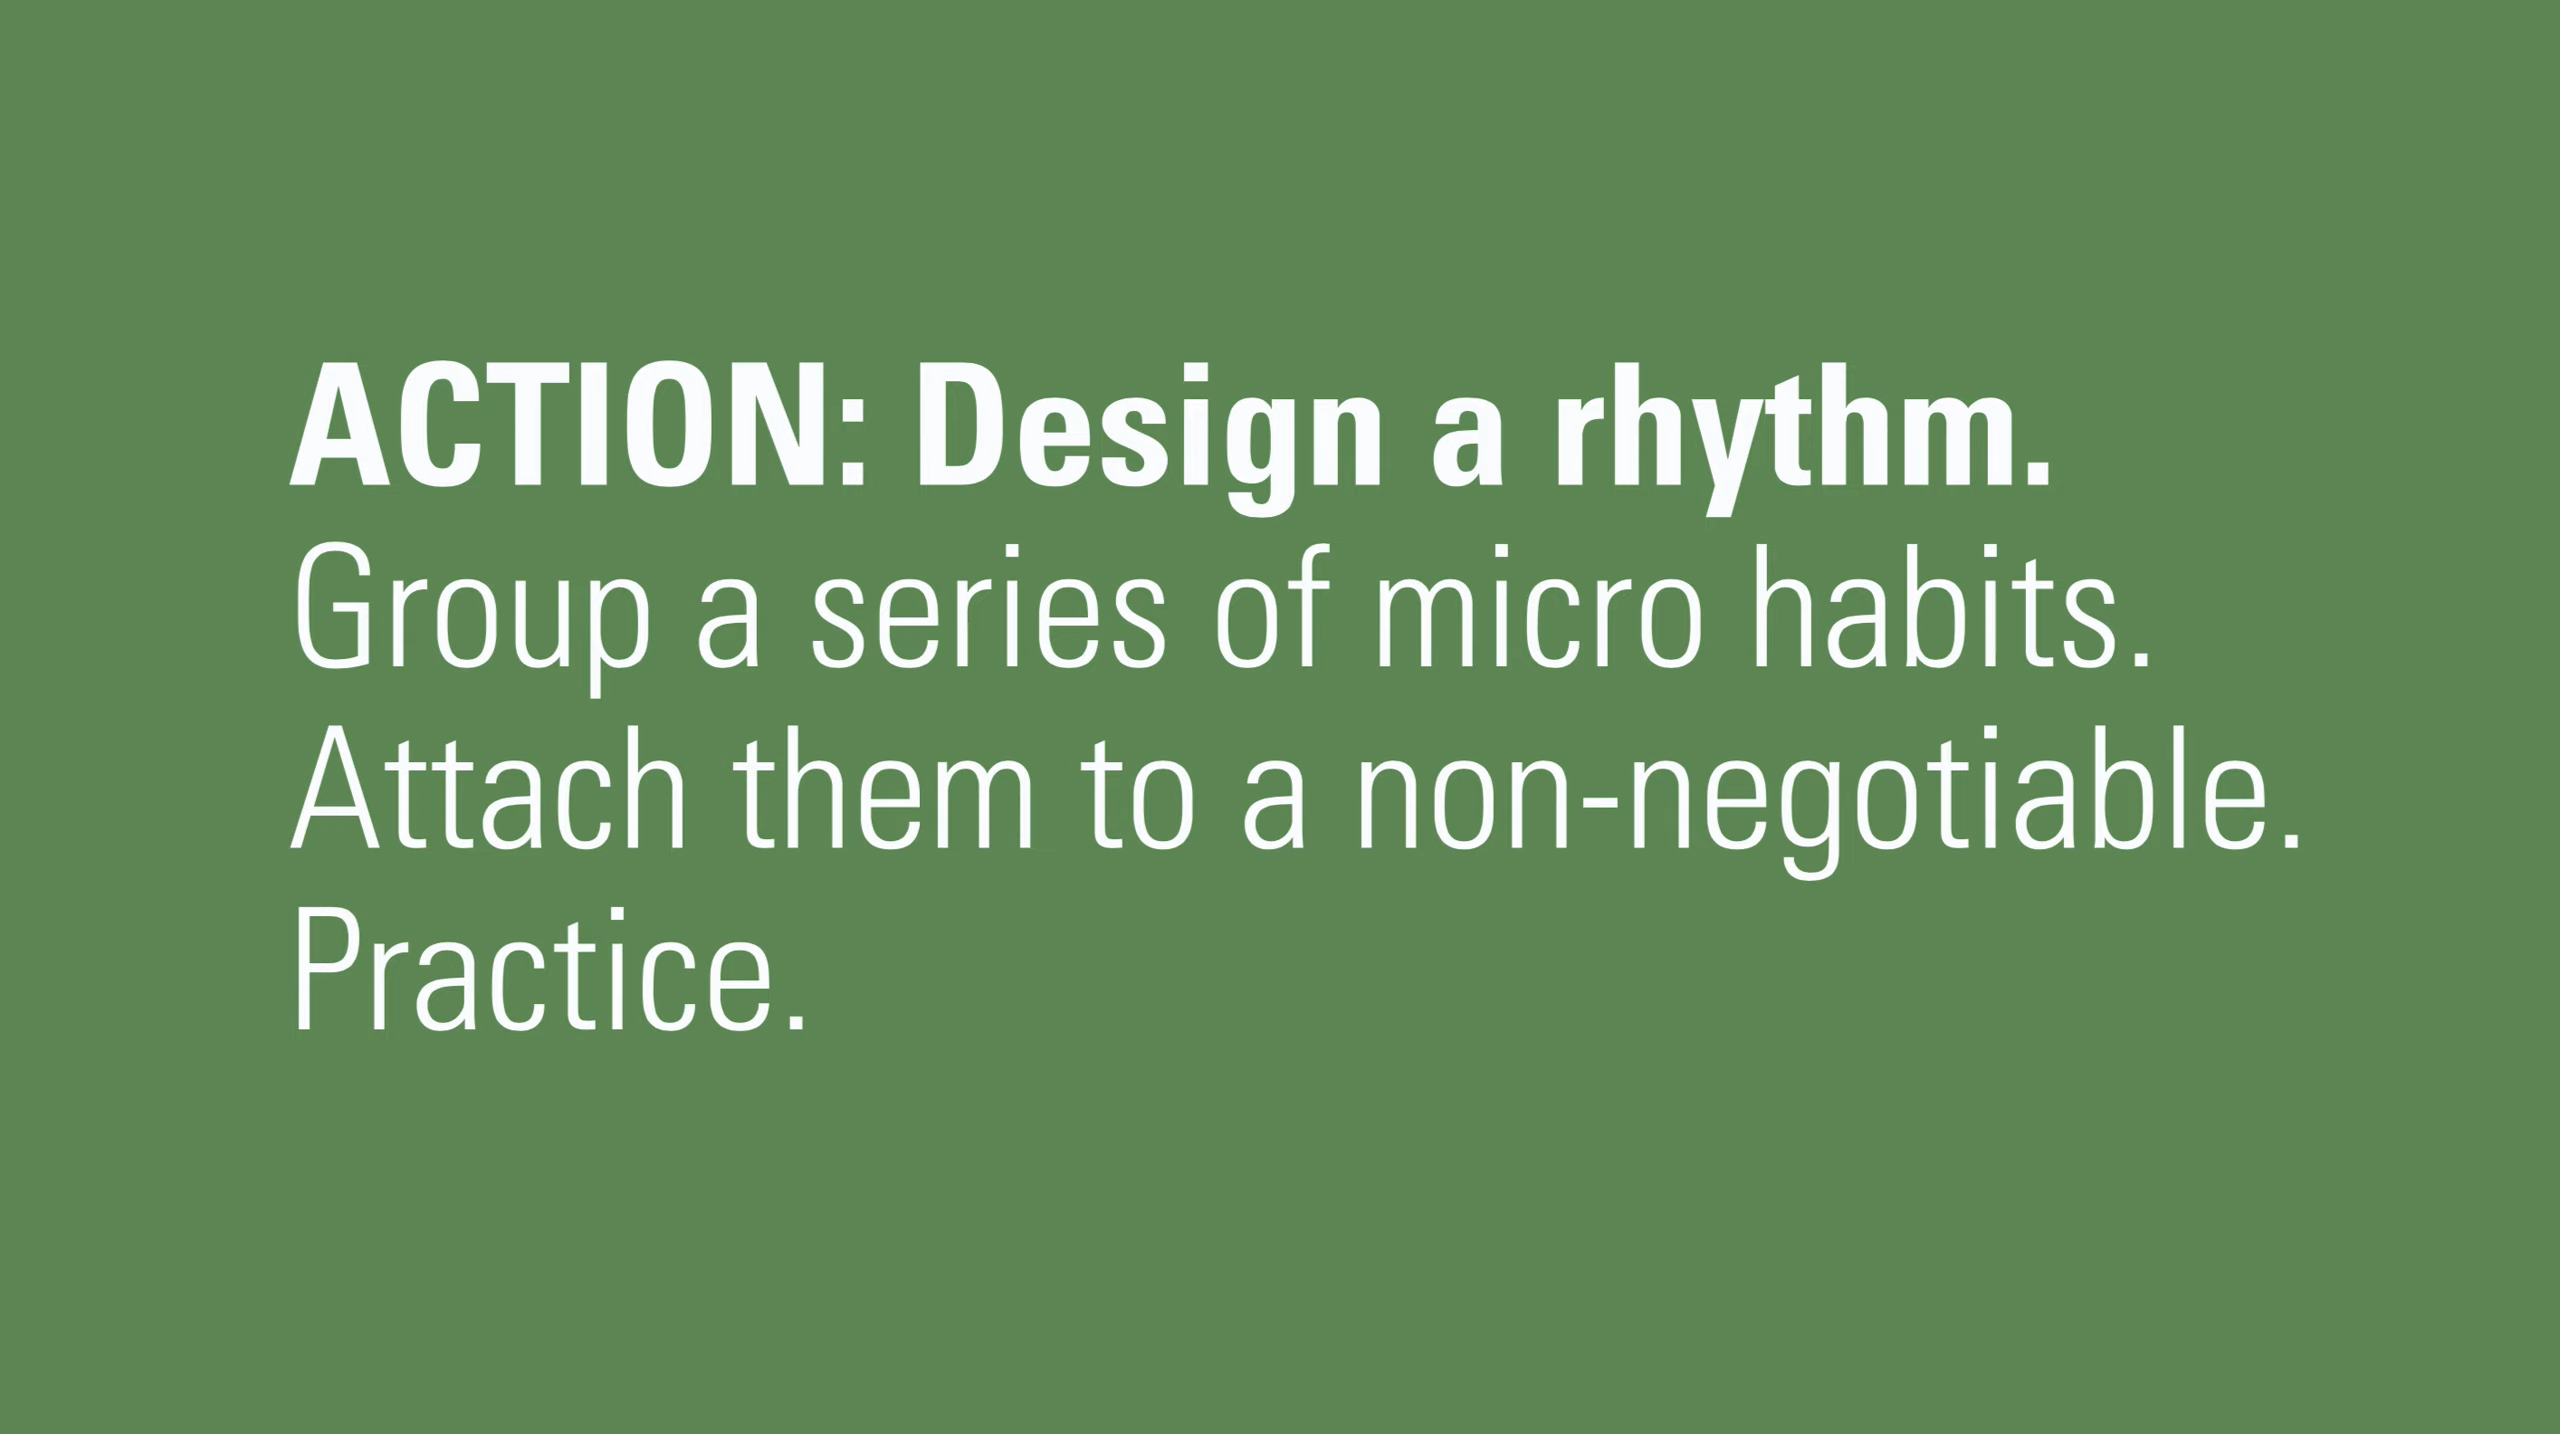 ACTION: Design a rhythm.
Group a series of micro habits.
Attach them to a non-negotiable.
Practice.